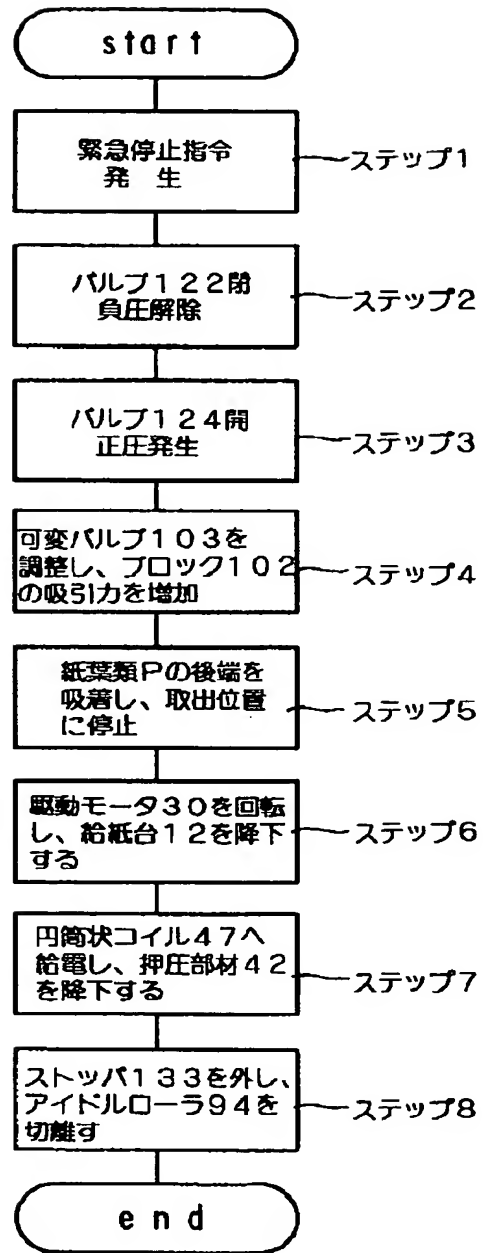 start
緊急停止指令
発 生
ステップ1
バルブ122閉
負圧解除
ステップ2
バルブ124開
正圧発生
ステップ3
可変バルブ103を
調整し、ブロック102
の吸引力を増加
ステップ4
紙葉類Pの後端を
吸着し、取出位置
に停止
ステップ5
駆動モータ30を回転
し、給紙台12を降下
する
ステップ6
円筒状コイル47へ
給電し、押圧部材42
を降下する
ステップ7
ストッパ133を外し、
アイドルローラ94を
切離す
ステップ8
end